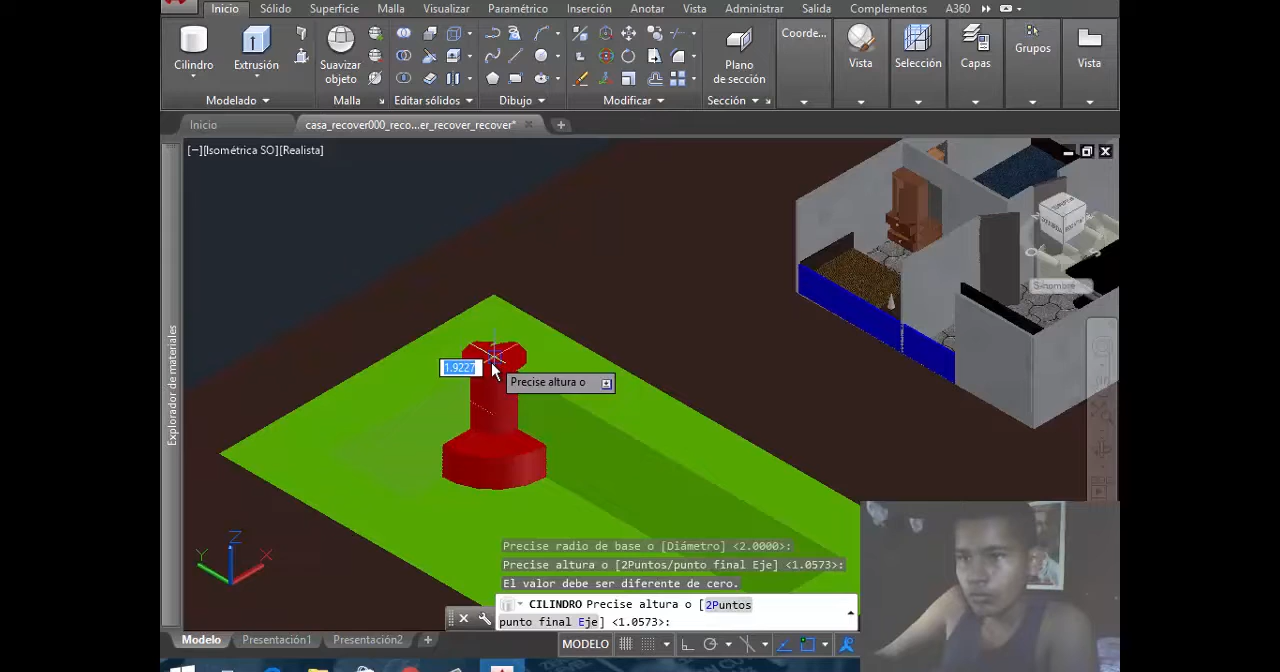 Inicio Sólido Superficie Malla Visualizar Paramétrico Inserción Anotar Vista Administrar Salida Complementos A360
Cilindro Extrusión Suavizar objeto Plano de sección Coorde... Vista Selección Capas Grupos Vista
Modelado Malla Editar sólidos Dibujo Modificar Sección
Inicio casa_recover000_reco...er_recover_recover*
[−][Isométrica SO][Realista]
S-nombre
Explorador de materiales
1.9227
Precise altura o
Z
Y X
Precise radio de base o [Diámetro] <2.0000>:
Precise altura o [2Puntos/punto final Eje] <1.0573>:
El valor debe ser diferente de cero.
CILINDRO Precise altura o [2Puntos
punto final Eje] <1.0573>:
Modelo Presentación1 Presentación2 +
MODELO